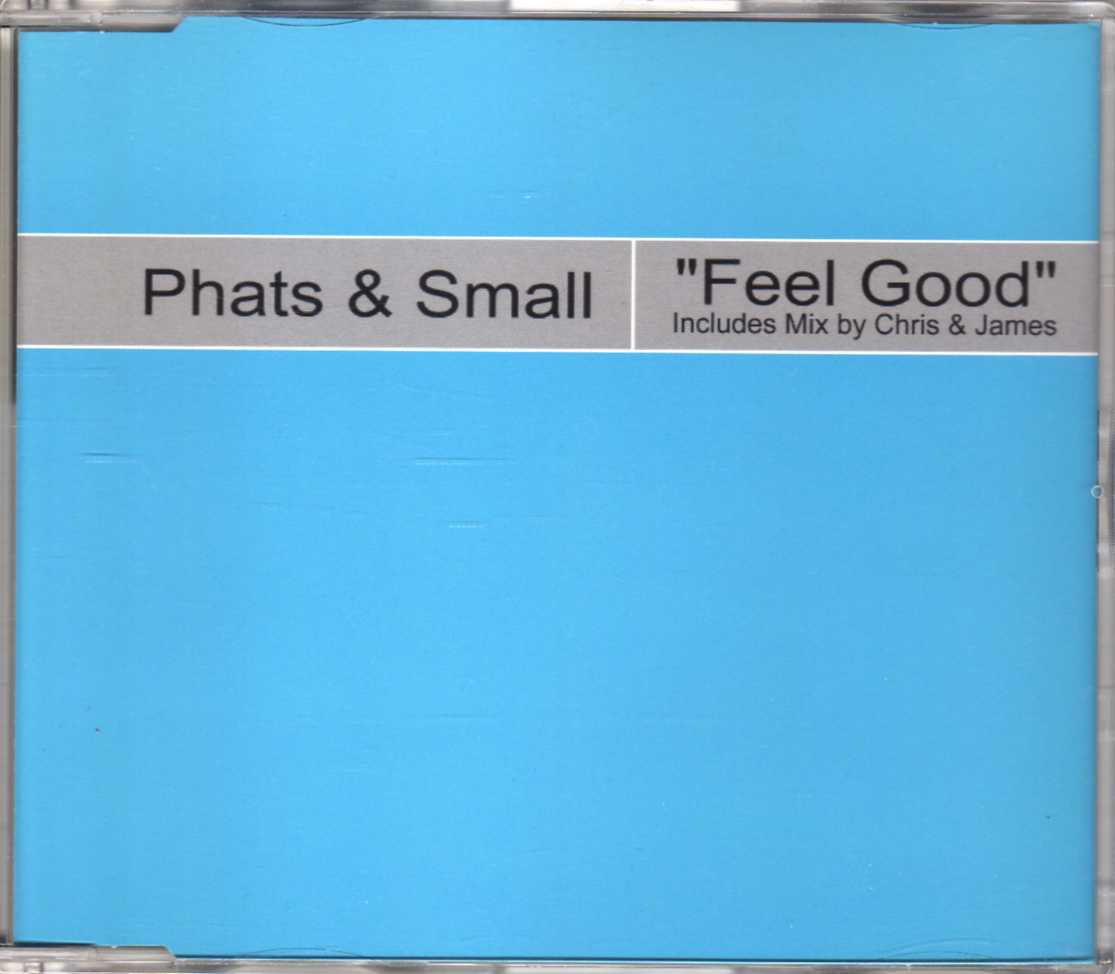 Phats & Small
"Feel Good"
Includes Mix by Chris & James